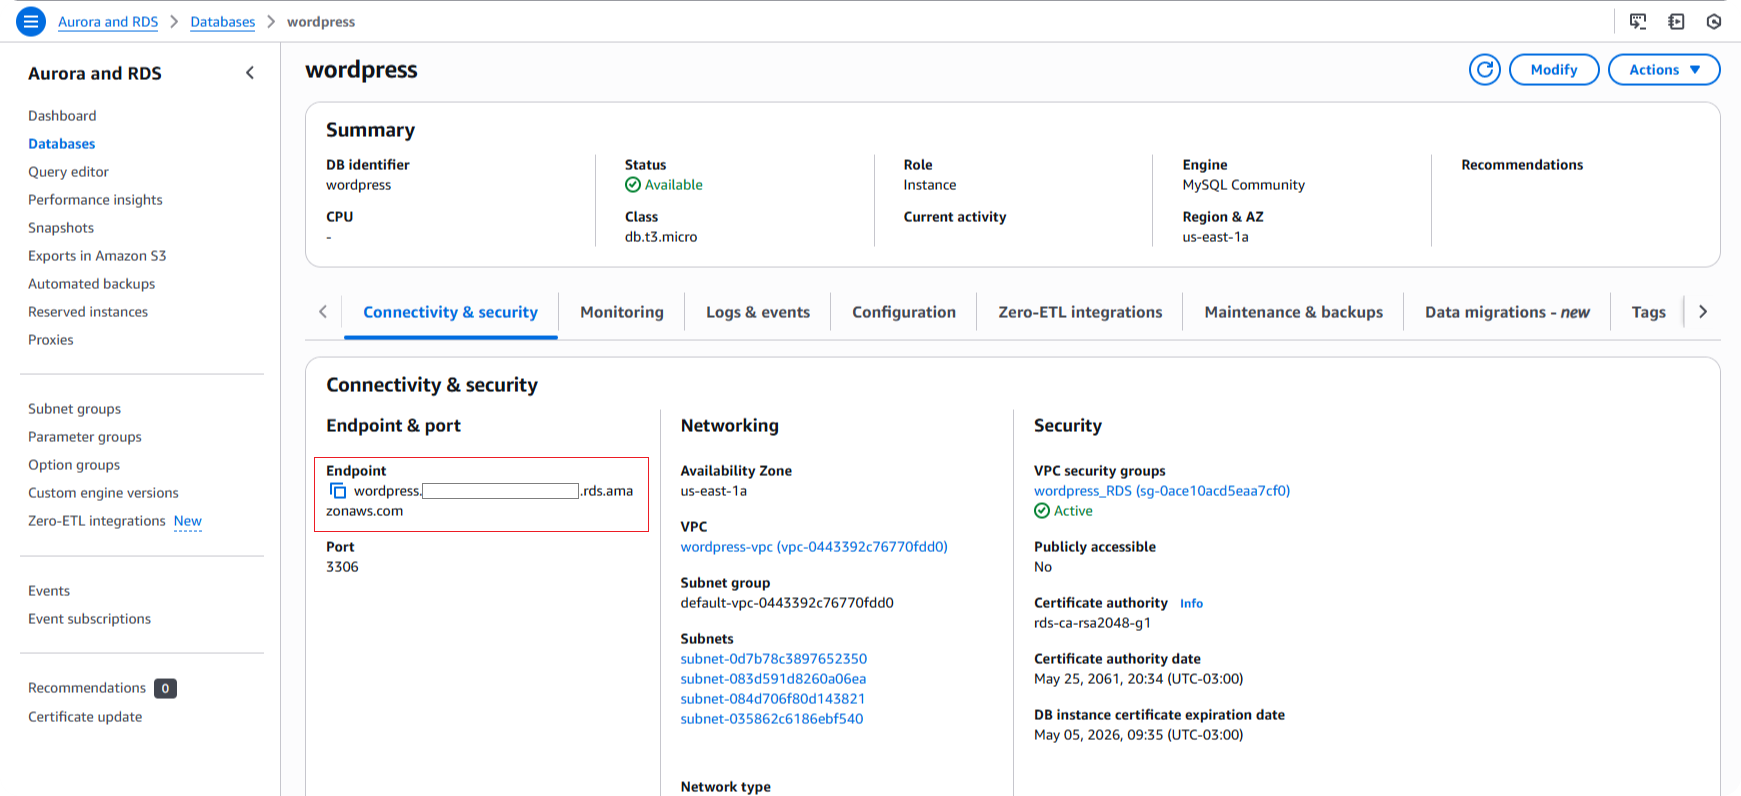 Aurora and RDS > Databases > wordpress
Aurora and RDS
Dashboard
Databases
Query editor
Performance insights
Snapshots
Exports in Amazon S3
Automated backups
Reserved instances
Proxies
Subnet groups
Parameter groups
Option groups
Custom engine versions
Zero-ETL integrations New
Events
Event subscriptions
Recommendations 0
Certificate update
wordpress
Modify
Actions
Summary
DB identifier
wordpress
Status
Available
Role
Instance
Engine
MySQL Community
Recommendations
CPU
-
Class
db.t3.micro
Current activity
Region & AZ
us-east-1a
Connectivity & security
Monitoring
Logs & events
Configuration
Zero-ETL integrations
Maintenance & backups
Data migrations - new
Tags
Connectivity & security
Endpoint & port
Endpoint
wordpress. .rds.ama
zonaws.com
Port
3306
Networking
Availability Zone
us-east-1a
VPC
wordpress-vpc (vpc-0443392c76770fdd0)
Subnet group
default-vpc-0443392c76770fdd0
Subnets
subnet-0d7b78c3897652350
subnet-083d591d8260a06ea
subnet-084d706f80d143821
subnet-035862c6186ebf540
Network type
Security
VPC security groups
wordpress_RDS (sg-0ace10acd5eaa7cf0)
Active
Publicly accessible
No
Certificate authority Info
rds-ca-rsa2048-g1
Certificate authority date
May 25, 2061, 20:34 (UTC-03:00)
DB instance certificate expiration date
May 05, 2026, 09:35 (UTC-03:00)